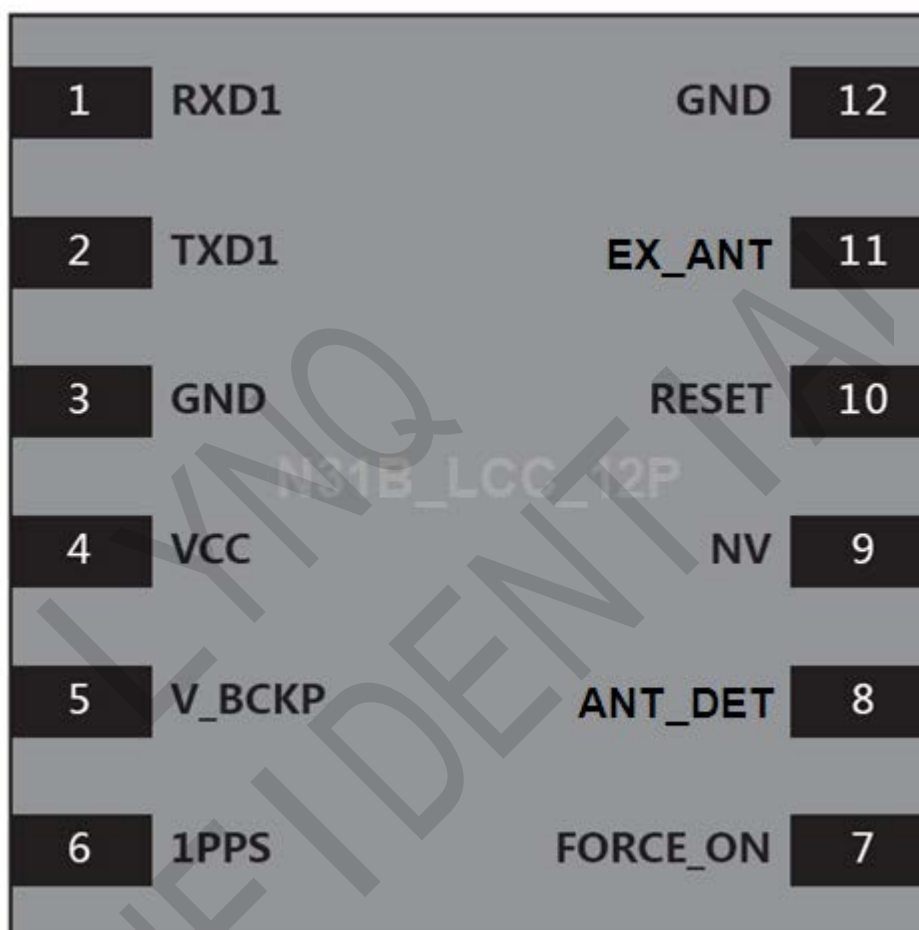 1 RXD1 GND 12
2 TXD1 EX_ANT 11
3 GND RESET 10
N31B_LCC_12P
4 VCC NV 9
5 V_BCKP ANT_DET 8
6 1PPS FORCE_ON 7
LYNQ